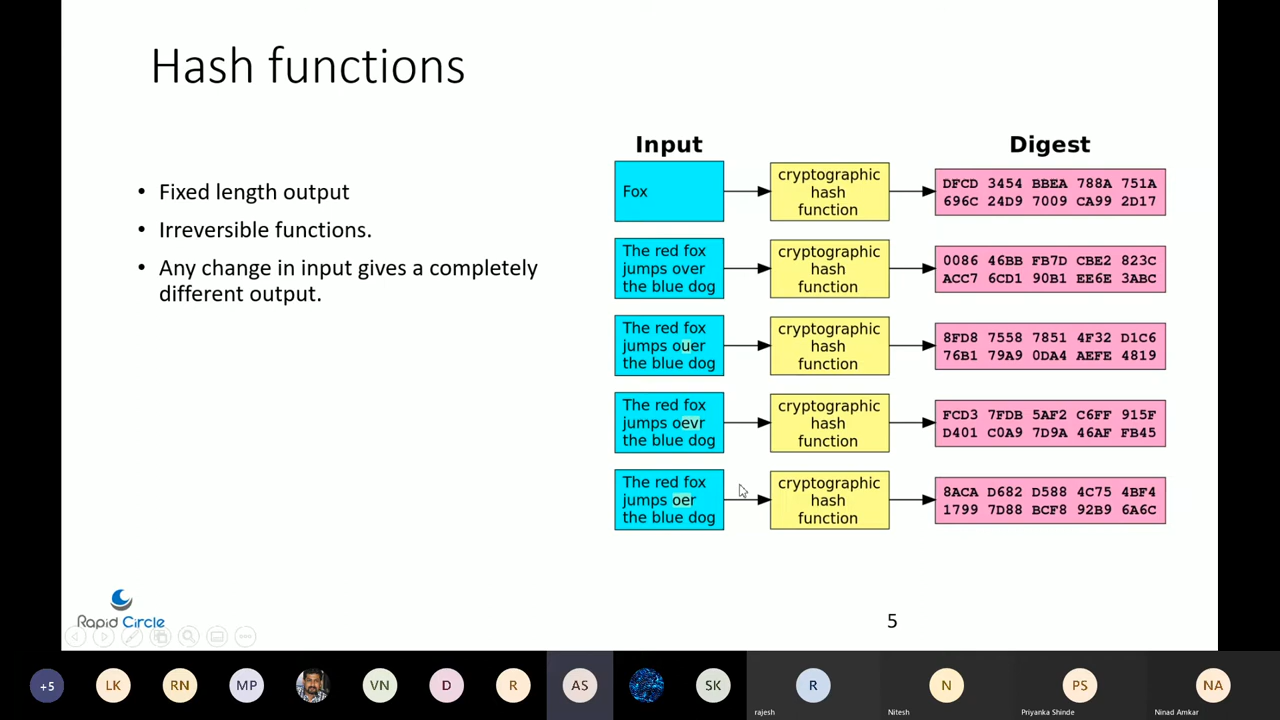 Hash functions
• Fixed length output
• Irreversible functions.
• Any change in input gives a completely
different output.
Input
Digest
Fox
cryptographic
hash
function
DFCD 3454 BBEA 788A 751A
696C 24D9 7009 CA99 2D17
The red fox
jumps over
the blue dog
cryptographic
hash
function
0086 46BB FB7D CBE2 823C
ACC7 6CD1 90B1 EE6E 3ABC
The red fox
jumps ouer
the blue dog
cryptographic
hash
function
8FD8 7558 7851 4F32 D1C6
76B1 79A9 0DA4 AEFE 4819
The red fox
jumps oevr
the blue dog
cryptographic
hash
function
FCD3 7FDB 5AF2 C6FF 915F
D401 C0A9 7D9A 46AF FB45
The red fox
jumps oer
the blue dog
cryptographic
hash
function
8ACA D682 D588 4C75 4BF4
1799 7D88 BCF8 92B9 6A6C
Rapid Circle
5
+5
LK
RN
MP
VN
D
R
AS
SK
R
rajesh
N
Nitesh
PS
Priyanka Shinde
NA
Ninad Amkar